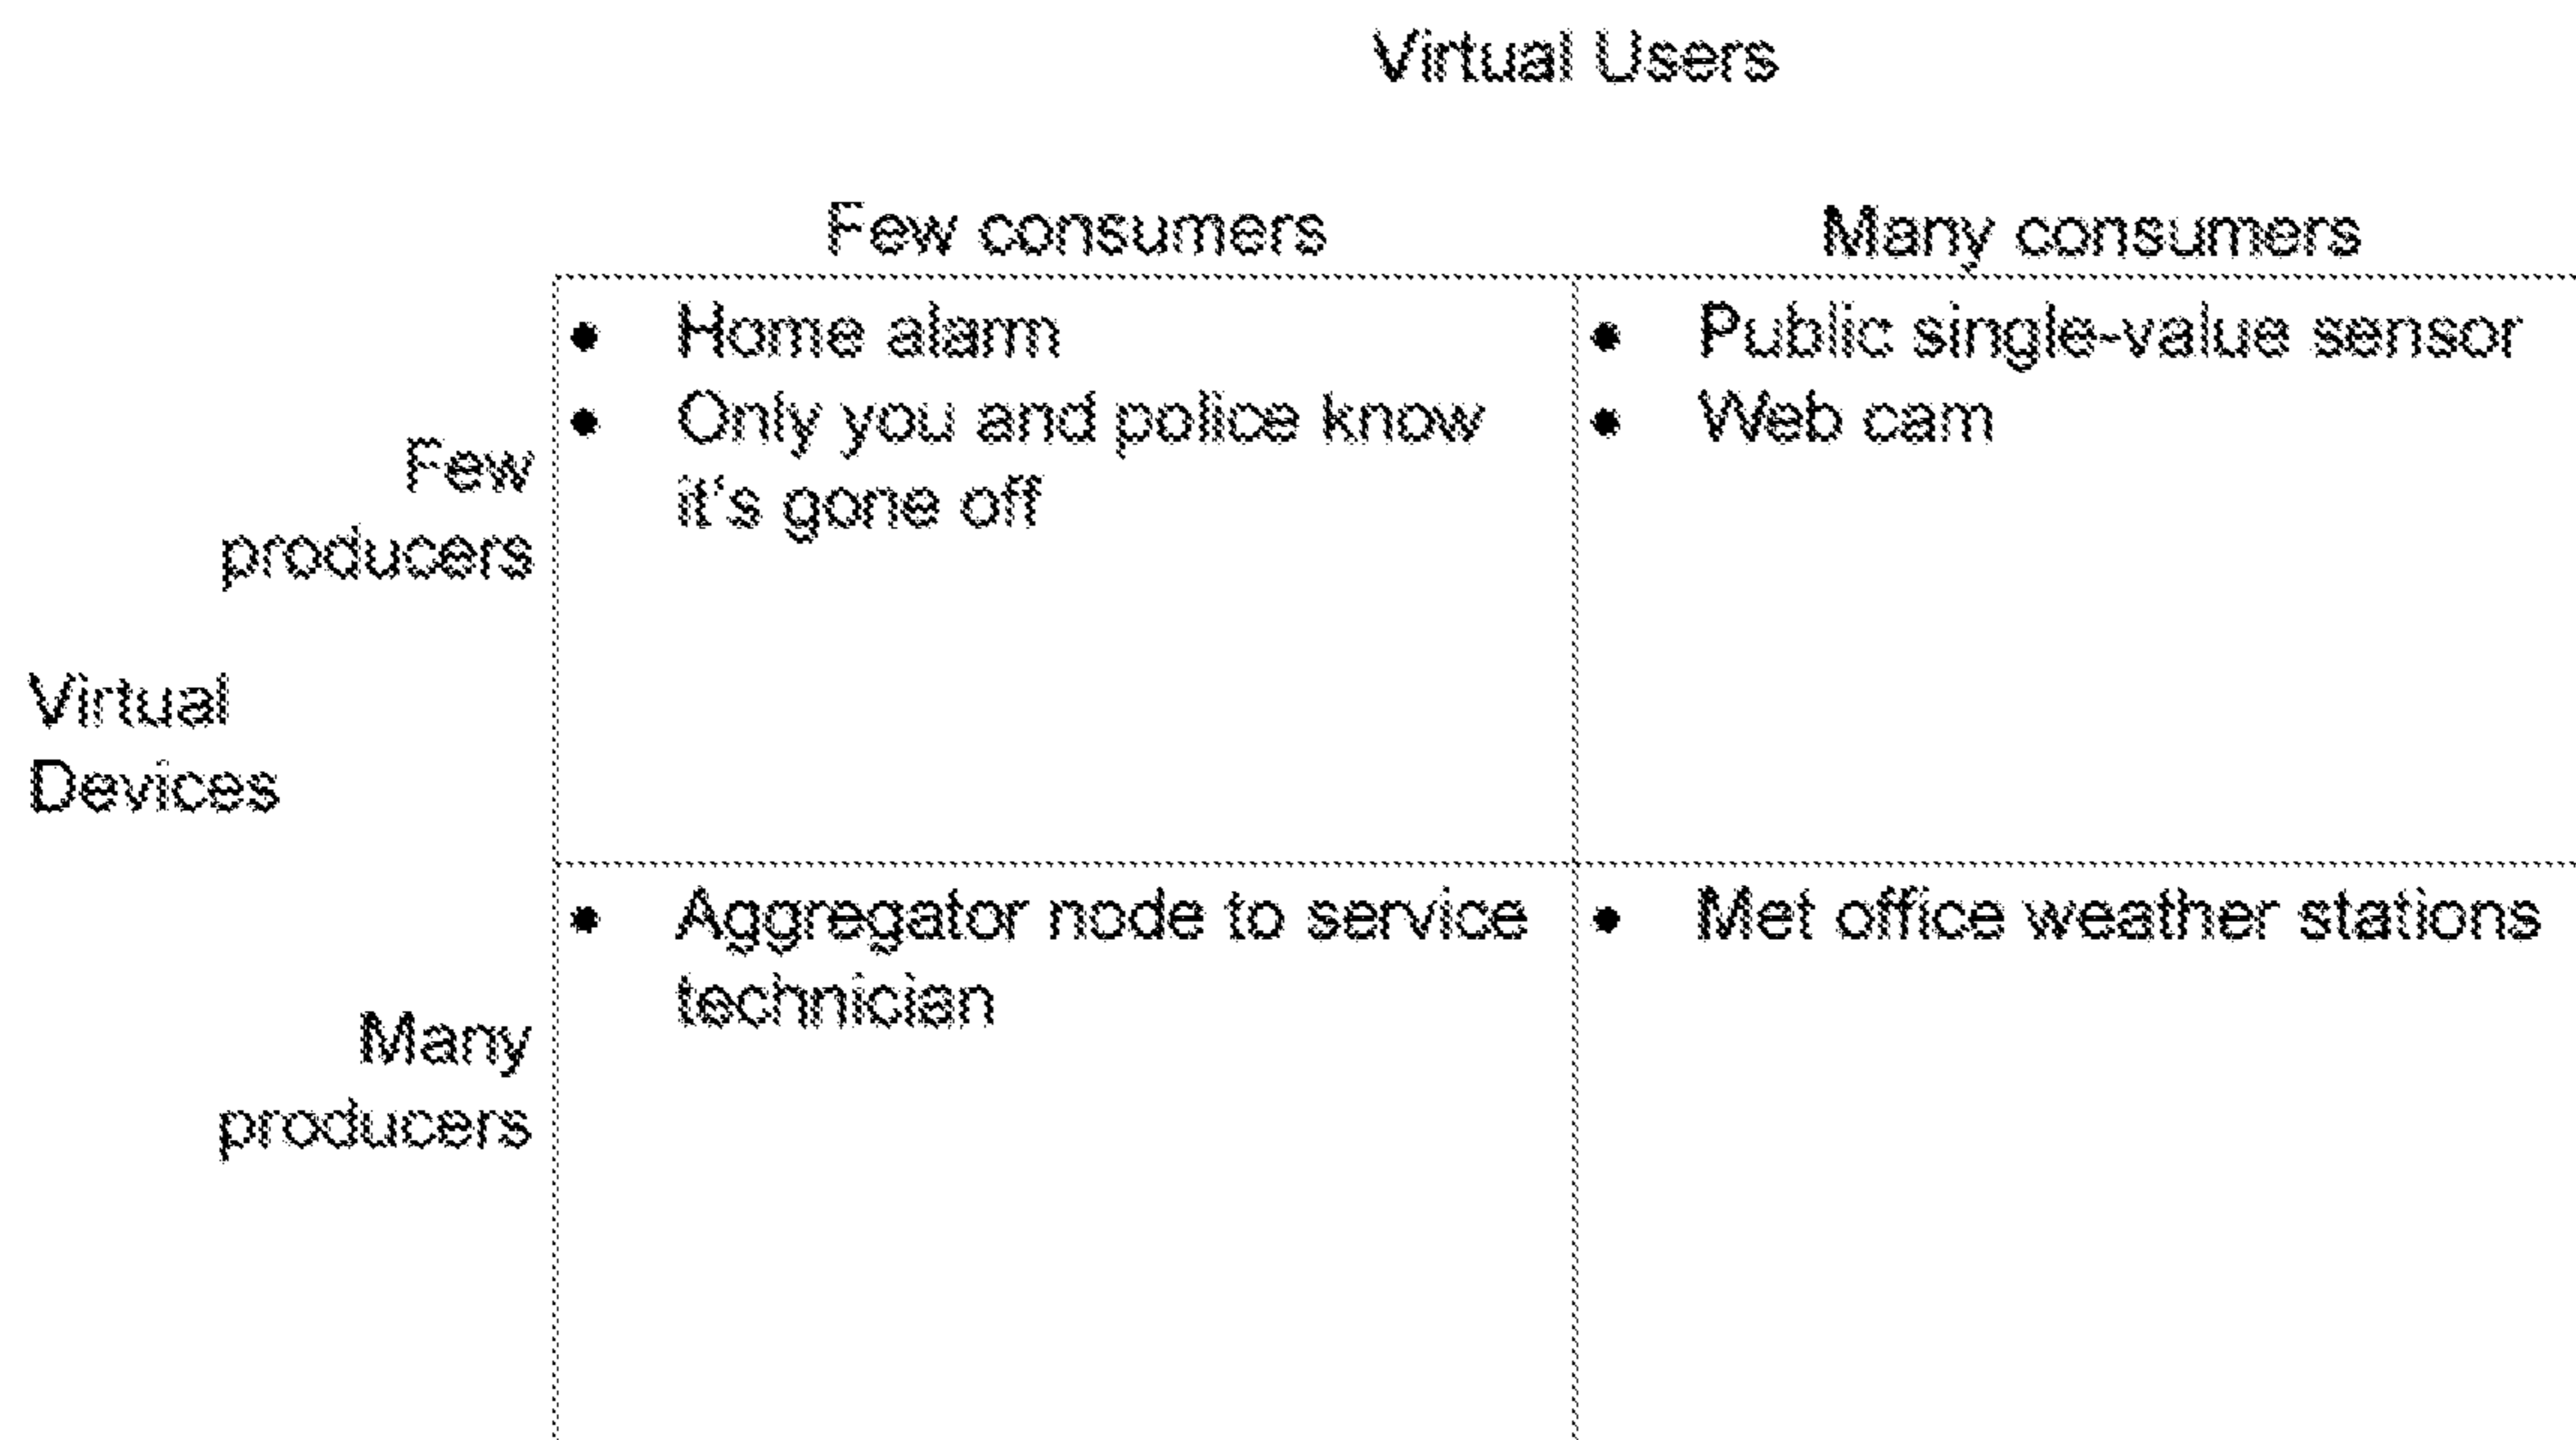 Virtual Users
Few consumers
Many consumers
Few
producers
• Home alarm
• Only you and police know
it's gone off
• Public single-value sensor
• Web cam
Virtual
Devices
Many
producers
• Aggregator node to service
technician
• Met office weather stations